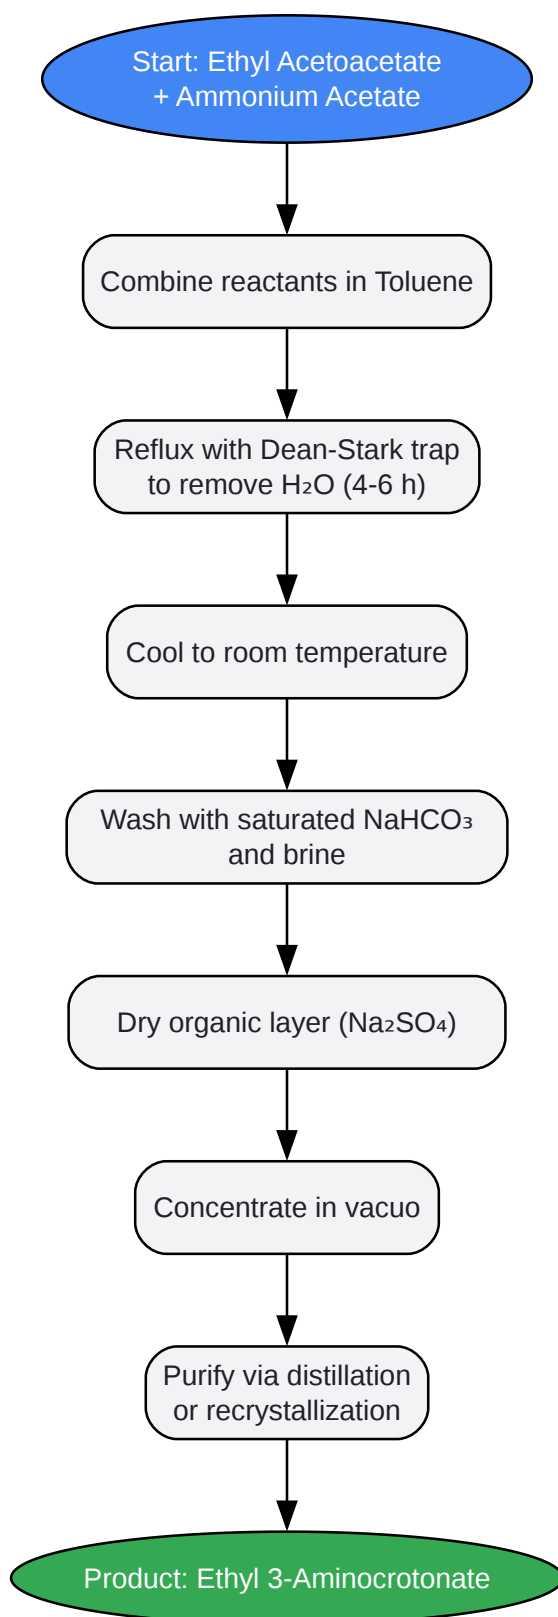 Start: Ethyl Acetoacetate
+ Ammonium Acetate
Combine reactants in Toluene
Reflux with Dean-Stark trap
to remove H₂O (4-6 h)
Cool to room temperature
Wash with saturated NaHCO₃
and brine
Dry organic layer (Na₂SO₄)
Concentrate in vacuo
Purify via distillation
or recrystallization
Product: Ethyl 3-Aminocrotonate